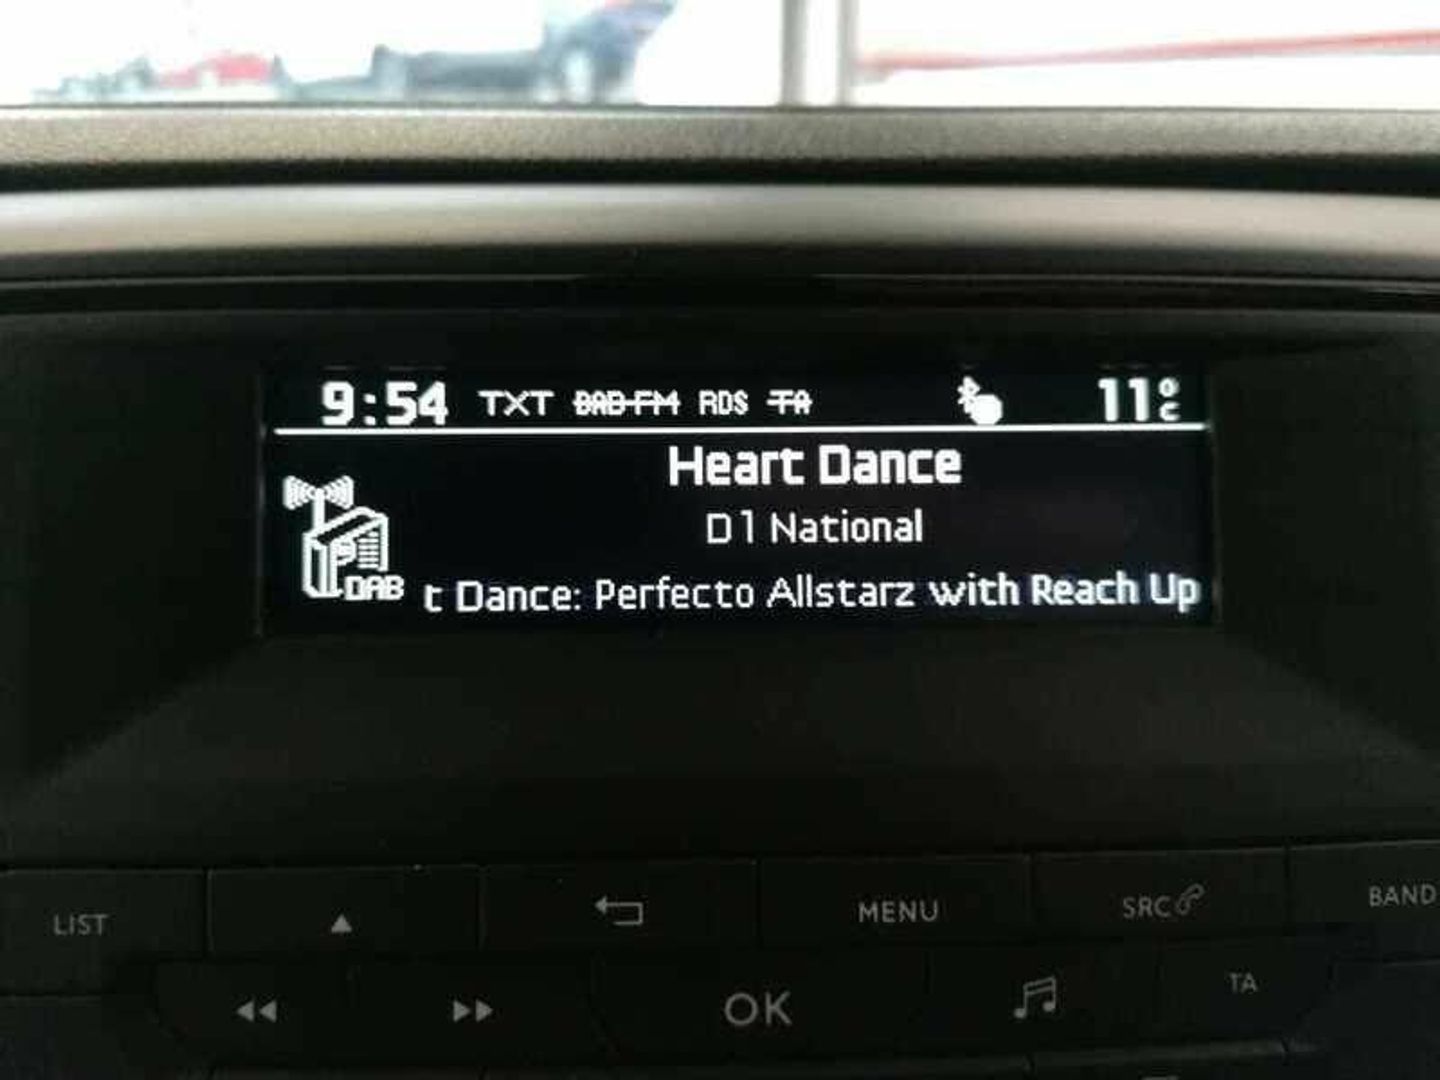 9:54 TXT DAB-FM RDS TA 11°C
Heart Dance
D1 National
DAB t Dance: Perfecto Allstarz with Reach Up
LIST MENU SRC BAND
OK TA